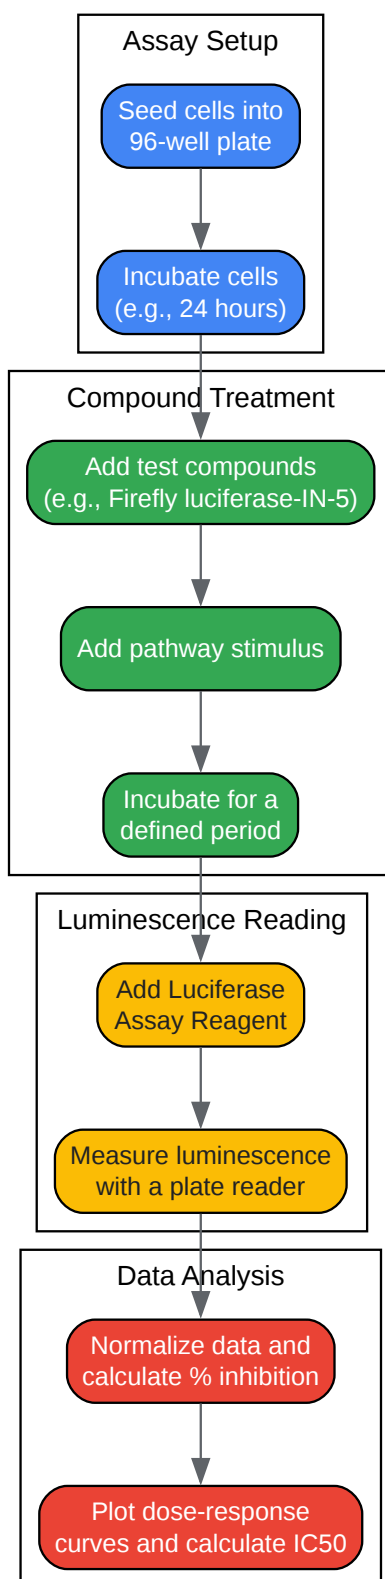 Assay Setup
Seed cells into
96-well plate
Incubate cells
(e.g., 24 hours)
Compound Treatment
Add test compounds
(e.g., Firefly luciferase-IN-5)
Add pathway stimulus
Incubate for a
defined period
Luminescence Reading
Add Luciferase
Assay Reagent
Measure luminescence
with a plate reader
Data Analysis
Normalize data and
calculate % inhibition
Plot dose-response
curves and calculate IC50